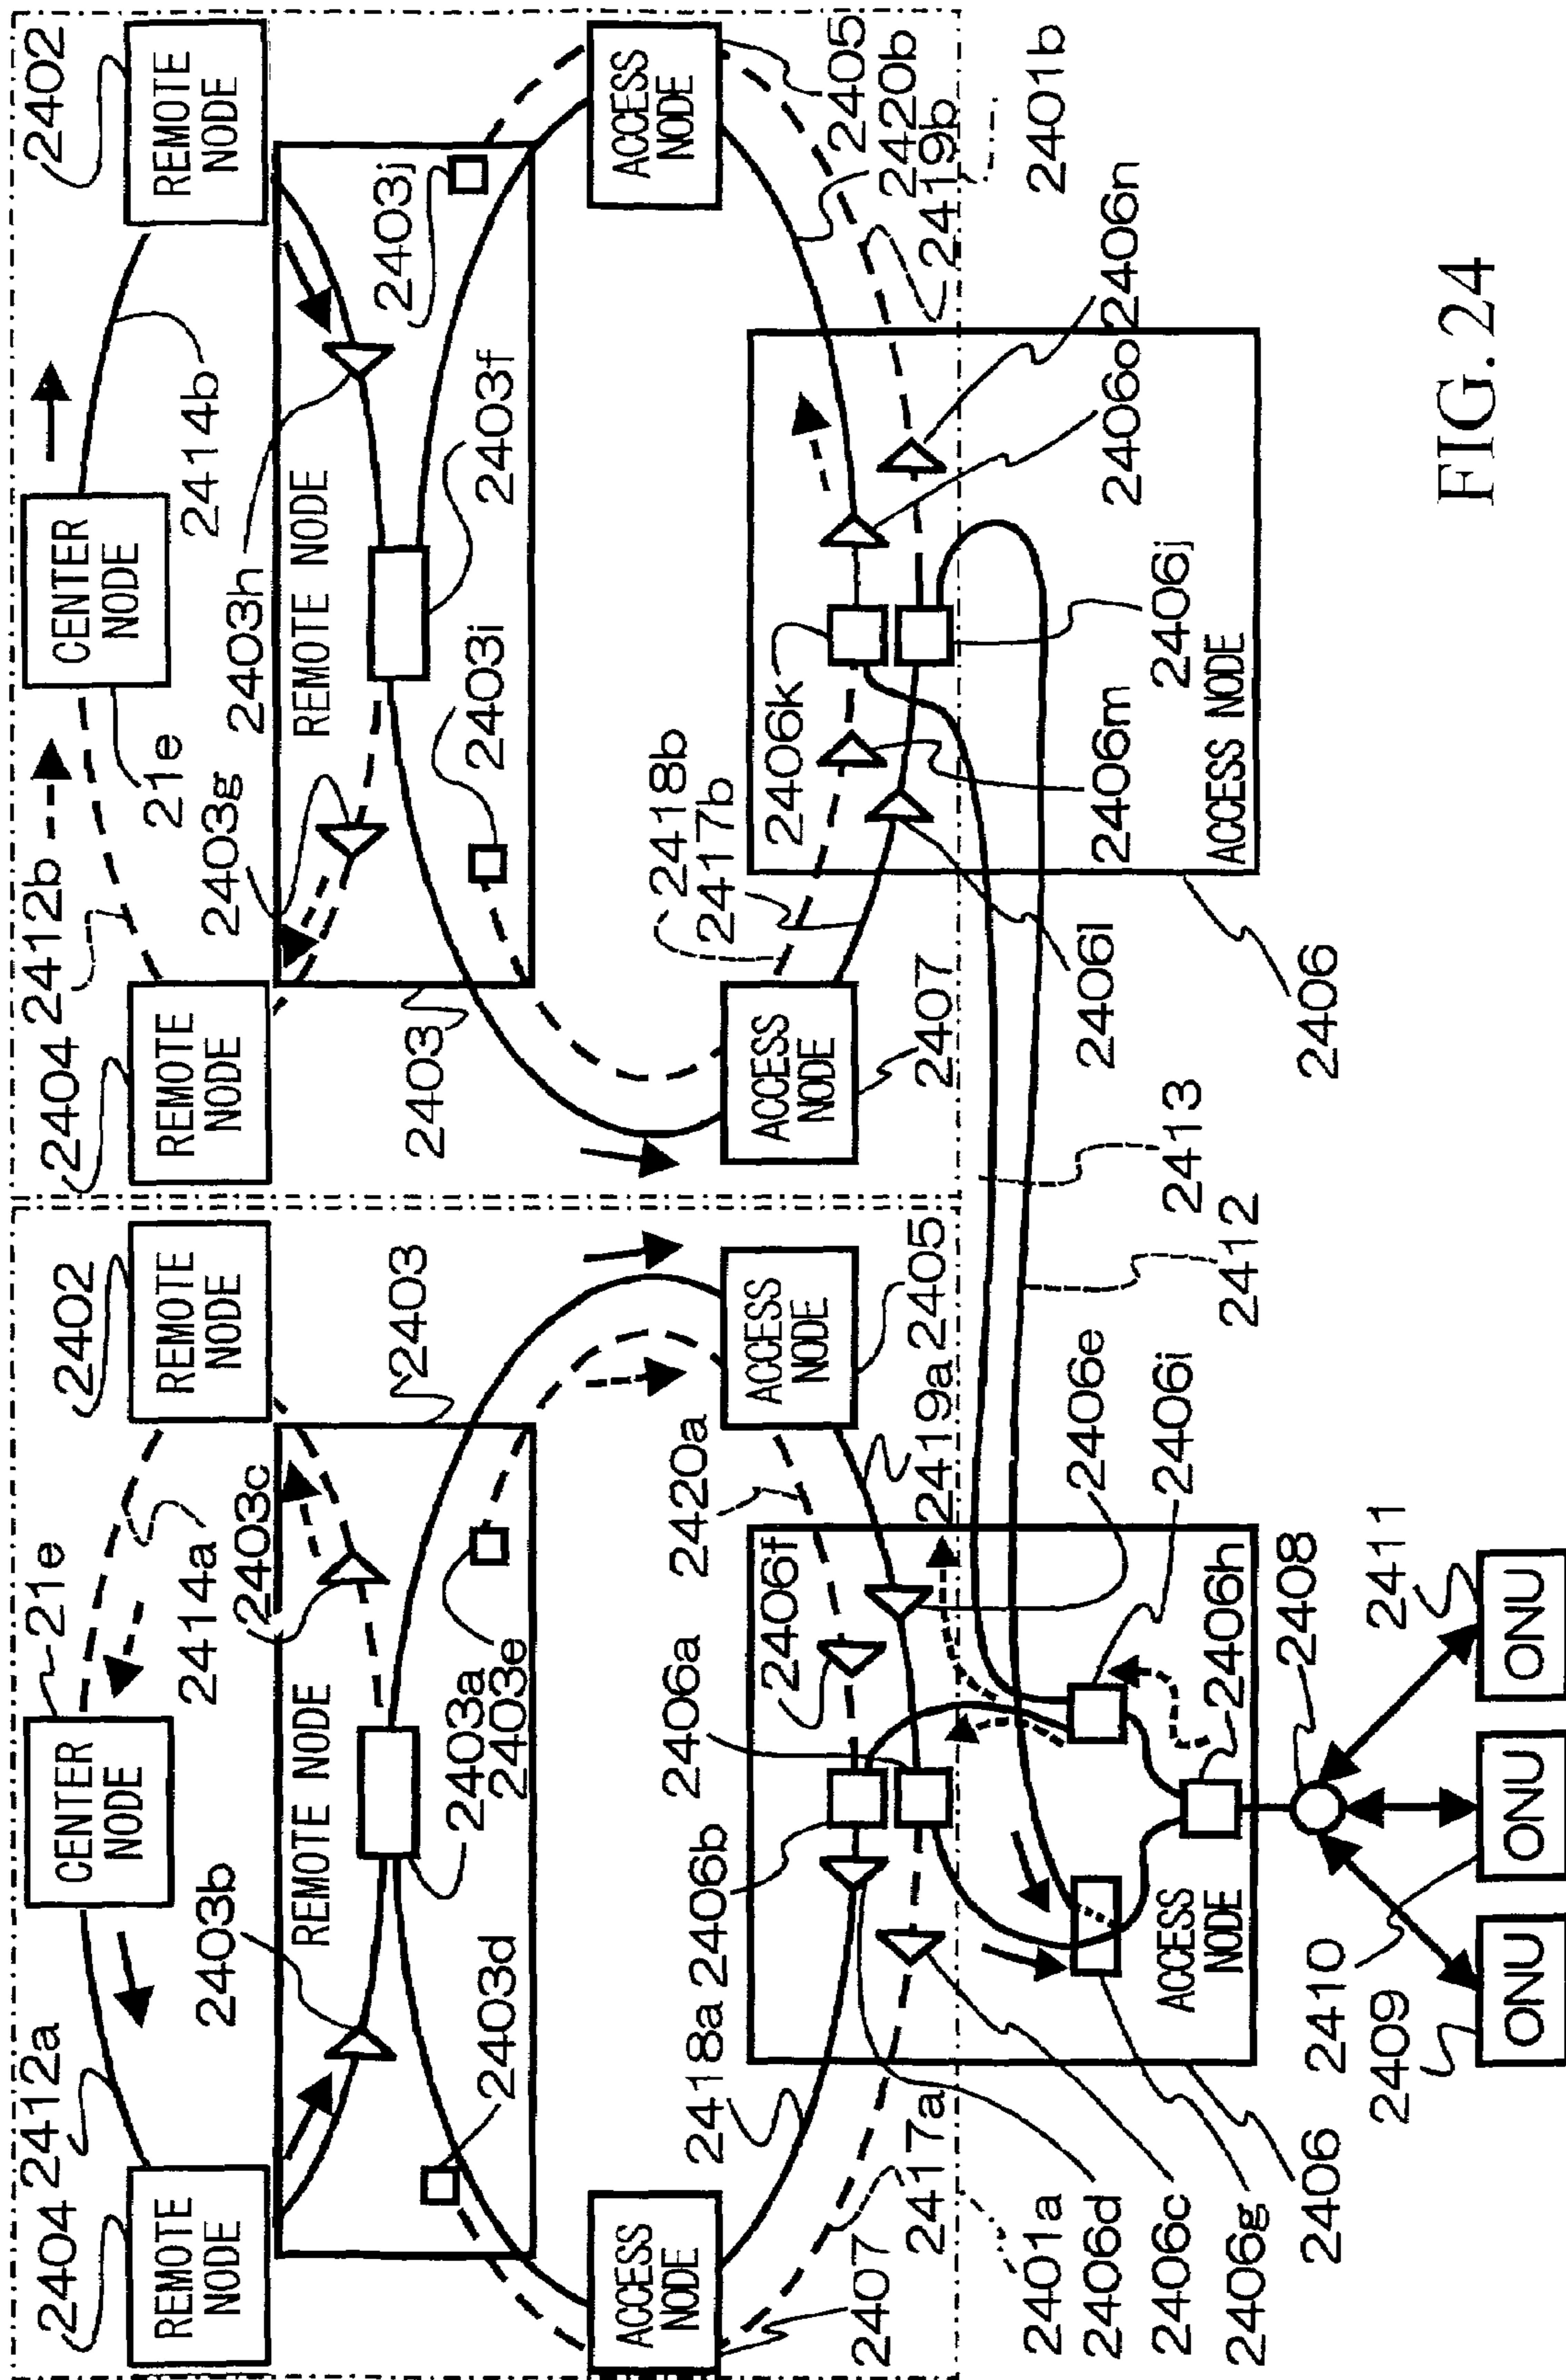 2404
2412a
21e
2402
2404
2412b
21e
2402
REMOTE
NODE
CENTER
NODE
REMOTE
NODE
REMOTE
NODE
CENTER
NODE
REMOTE
NODE
2414a
2414b
2403b
2403c
2403g
2403h
REMOTE NODE
REMOTE NODE
2403
2403
2403j
2403d
2403a
2403e
2403i
2403f
ACCESS
NODE
ACCESS
NODE
ACCESS
NODE
ACCESS
NODE
2418a
2406b
2406a
2420a
2418b
2417b
2406f
2406k
2407
2417a
2419a
2405
2407
2405
2420b
2419b
2401a
2406d
2406c
2406g
2406e
2406i
2406l
2406m
2406j
2406o
2406n
2401b
ACCESS
NODE
2406h
2413
2412
ACCESS NODE
2406
2408
2406
2410
2409
2411
ONU
ONU
ONU
FIG. 24